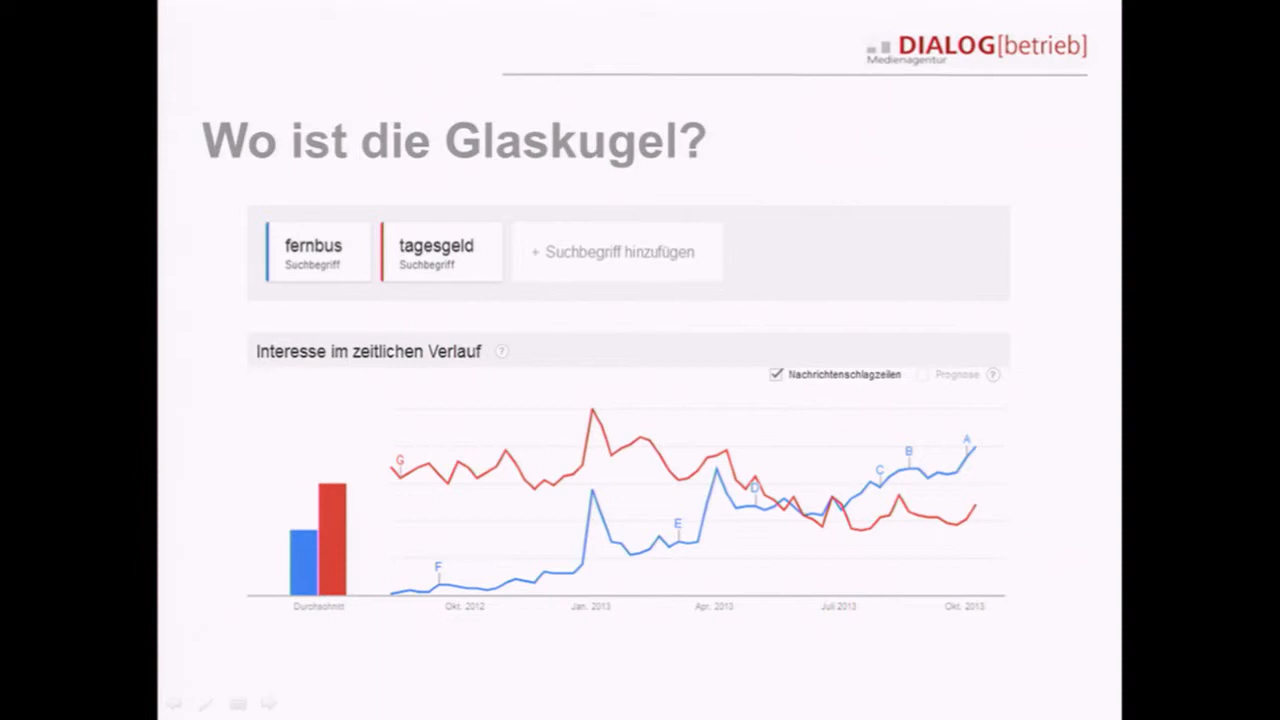 DIALOG[betrieb]
Medienagentur
Wo ist die Glaskugel?
fernbus
Suchbegriff
tagesgeld
Suchbegriff
+ Suchbegriff hinzufügen
Interesse im zeitlichen Verlauf ?
Nachrichtenschlagzeilen
Prognose ?
A
B
C
G
D
E
F
Durchschnitt
Okt. 2012
Jan. 2013
Apr. 2013
Juli 2013
Okt. 2013